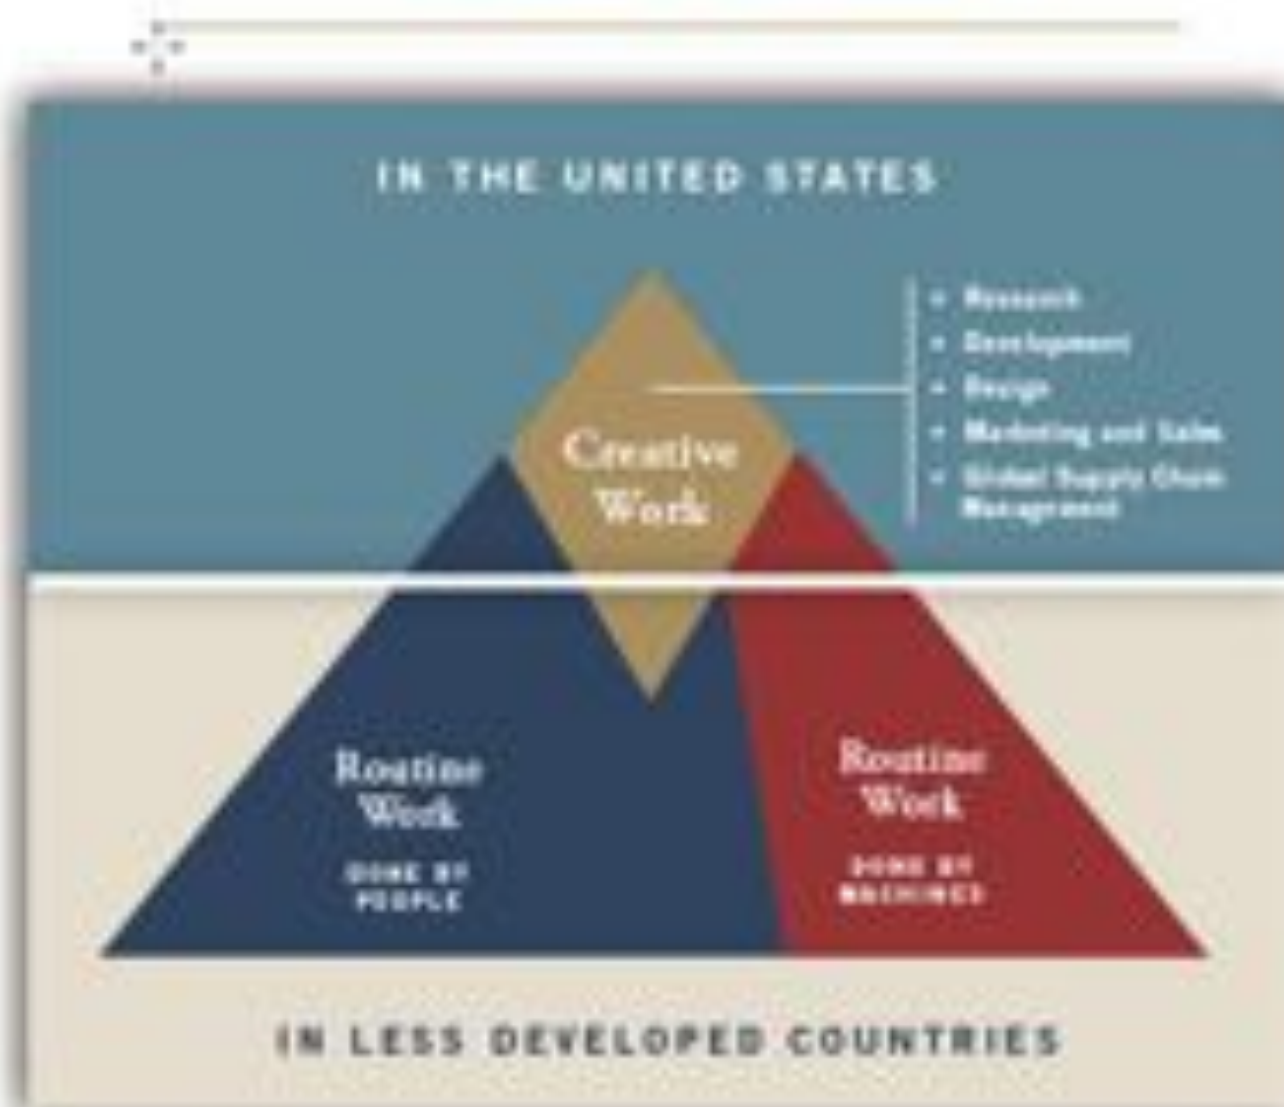 IN THE UNITED STATES
• Research
• Development
• Design
• Marketing and Sales
• Global Supply Chain
Management
Creative
Work
Routine
Work
DONE BY
PEOPLE
Routine
Work
DONE BY
MACHINES
IN LESS DEVELOPED COUNTRIES